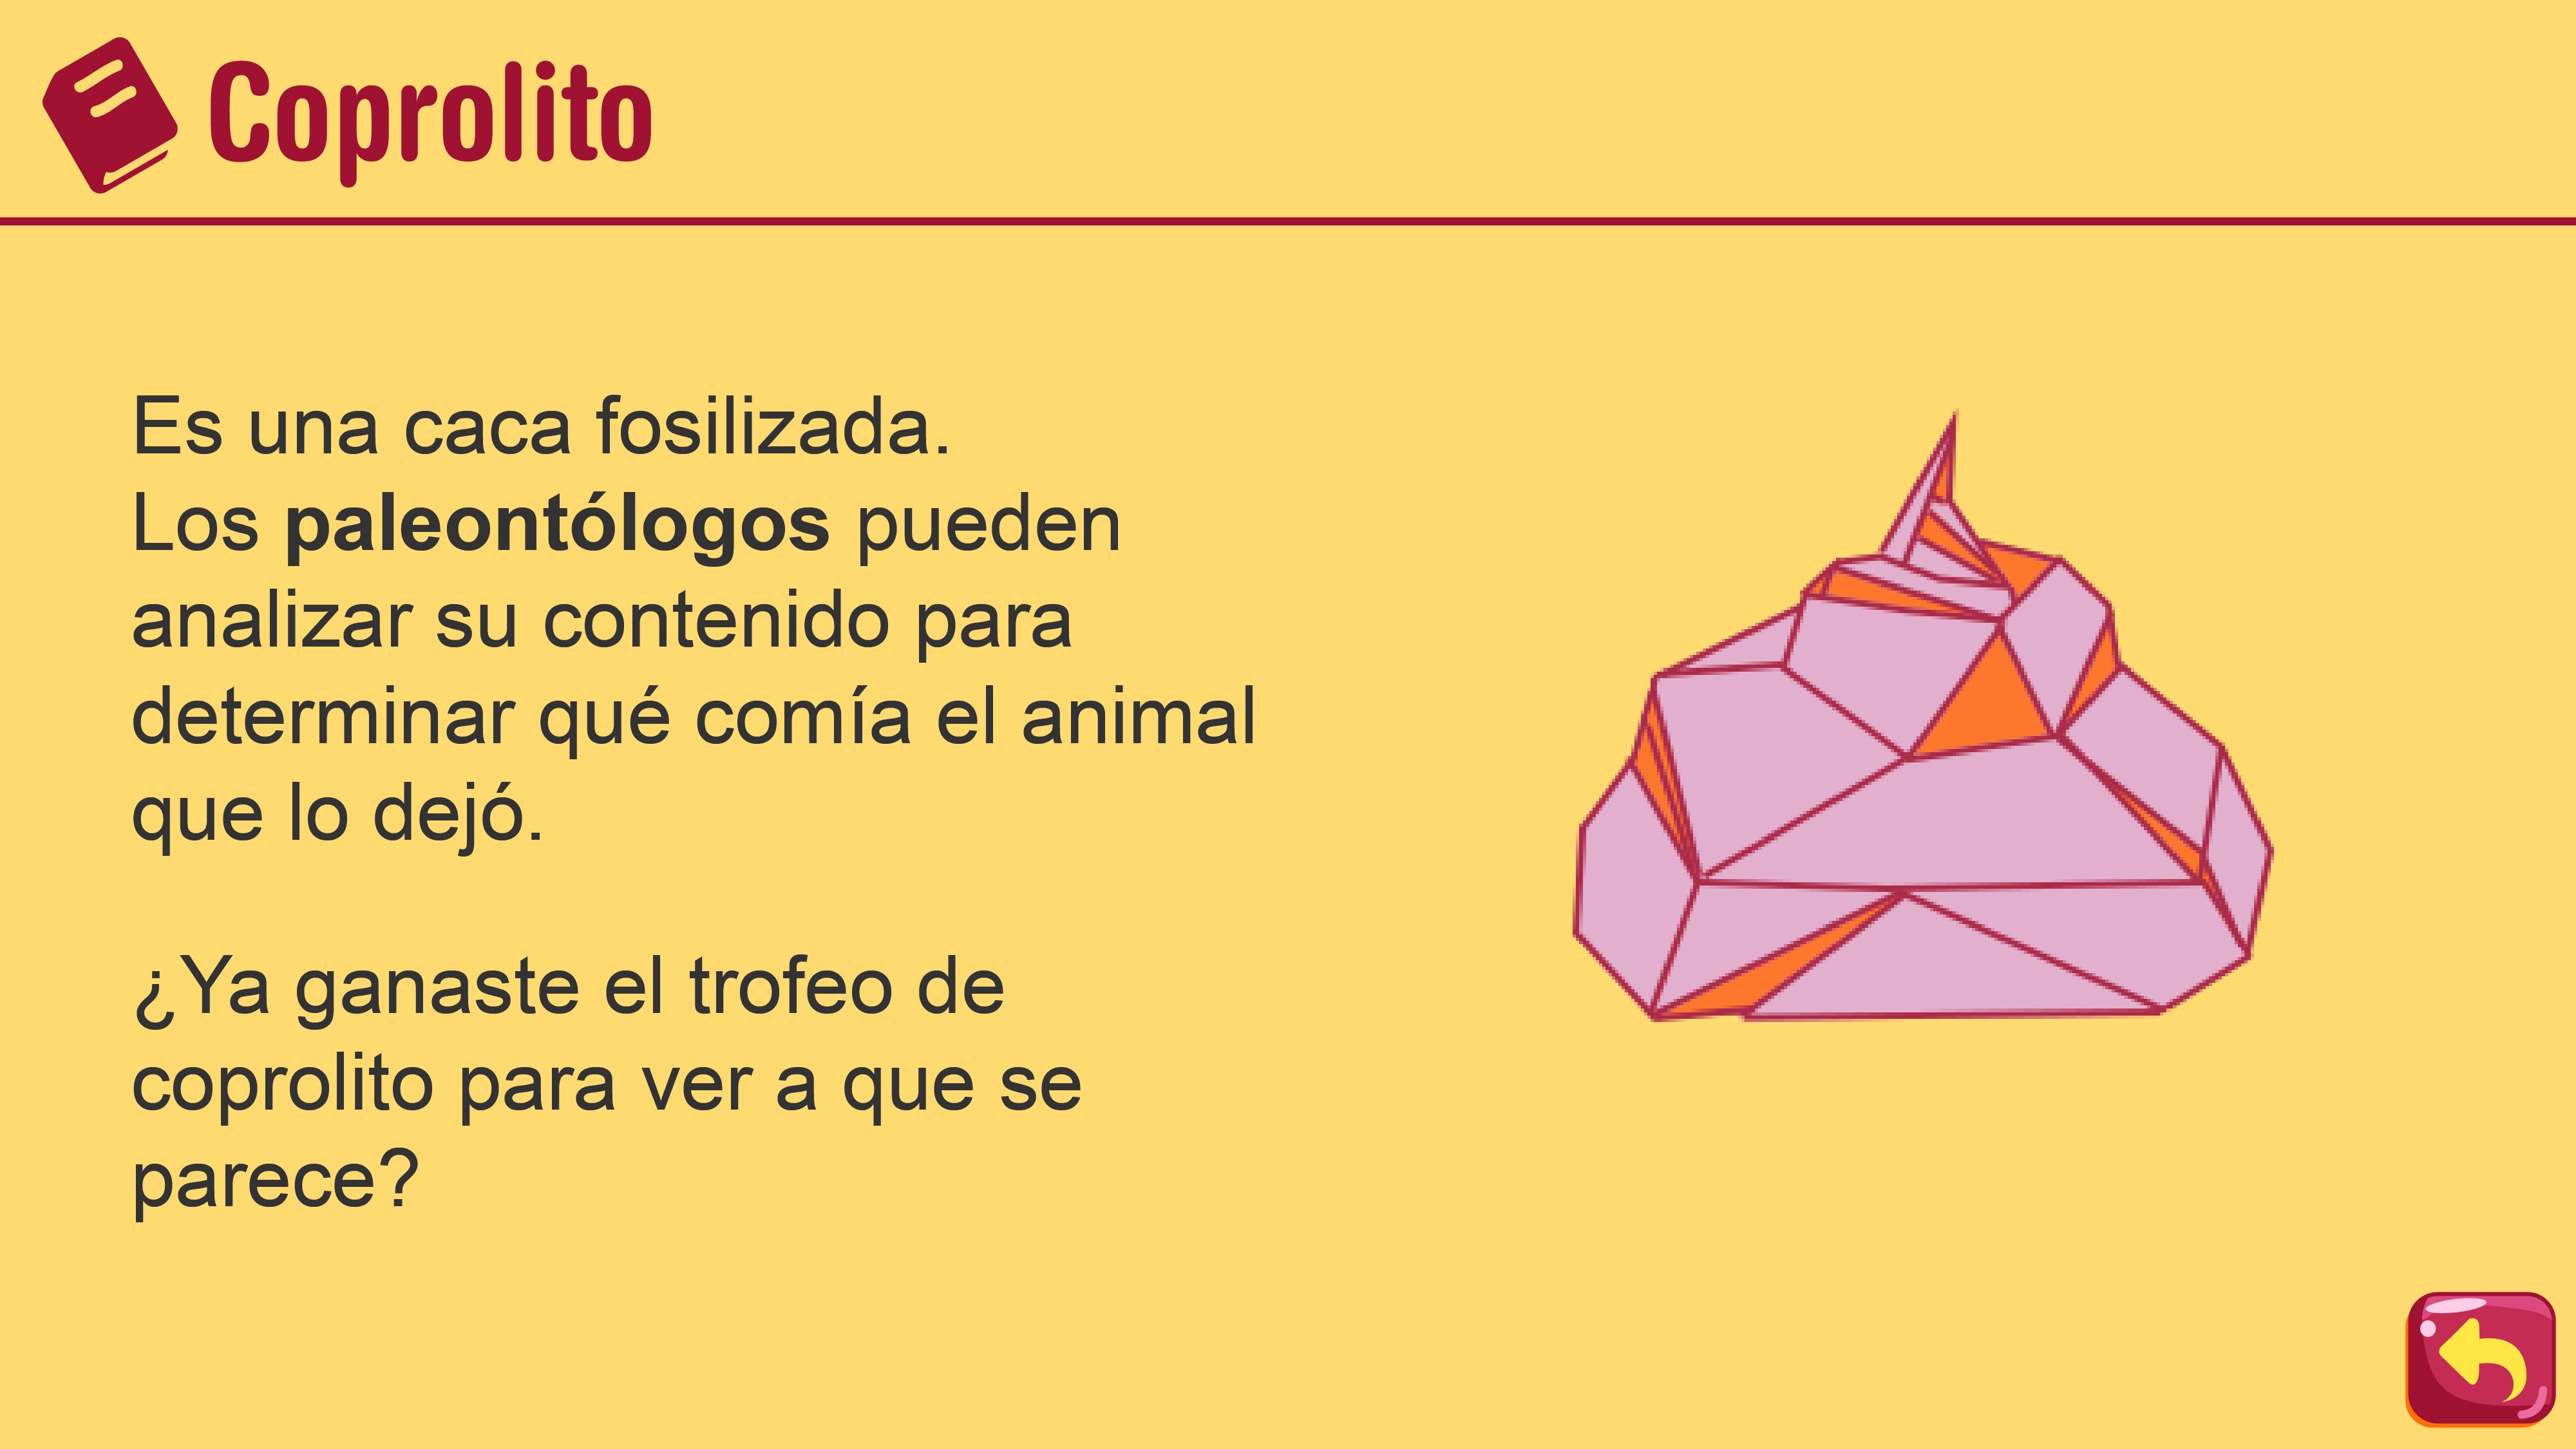 Coprolito
Es una caca fosilizada.
Los paleontólogos pueden
analizar su contenido para
determinar qué comía el animal
que lo dejó.
¿Ya ganaste el trofeo de
coprolito para ver a que se
parece?